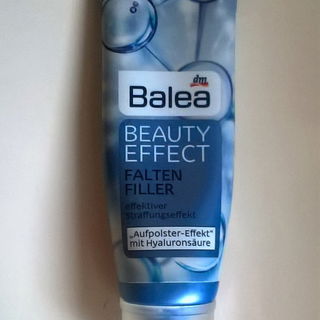 dm
Balea
BEAUTY
EFFECT
FALTEN
FILLER
effektiver
Straffungseffekt
„Aufpolster-Effekt"
mit Hyaluronsäure